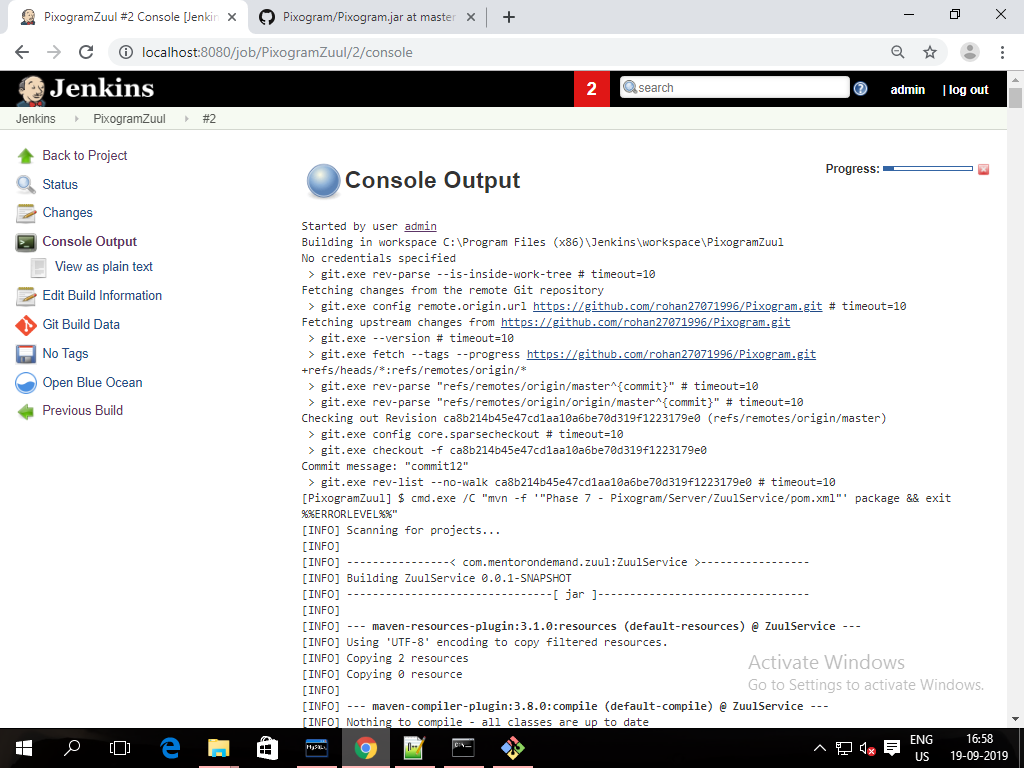 PixogramZuul #2 Console [Jenkin
Pixogram/Pixogram.jar at master
localhost:8080/job/PixogramZuul/2/console
Jenkins
2
search
admin
| log out
Jenkins
PixogramZuul
#2
Back to Project
Status
Changes
Console Output
View as plain text
Edit Build Information
Git Build Data
No Tags
Open Blue Ocean
Previous Build
Progress:
Console Output
Started by user admin
Building in workspace C:\Program Files (x86)\Jenkins\workspace\PixogramZuul
No credentials specified
> git.exe rev-parse --is-inside-work-tree # timeout=10
Fetching changes from the remote Git repository
> git.exe config remote.origin.url https://github.com/rohan27071996/Pixogram.git # timeout=10
Fetching upstream changes from https://github.com/rohan27071996/Pixogram.git
> git.exe --version # timeout=10
> git.exe fetch --tags --progress https://github.com/rohan27071996/Pixogram.git
+refs/heads/*:refs/remotes/origin/*
> git.exe rev-parse "refs/remotes/origin/master^{commit}" # timeout=10
> git.exe rev-parse "refs/remotes/origin/origin/master^{commit}" # timeout=10
Checking out Revision ca8b214b45e47cd1aa10a6be70d319f1223179e0 (refs/remotes/origin/master)
> git.exe config core.sparsecheckout # timeout=10
> git.exe checkout -f ca8b214b45e47cd1aa10a6be70d319f1223179e0
Commit message: "commit12"
> git.exe rev-list --no-walk ca8b214b45e47cd1aa10a6be70d319f1223179e0 # timeout=10
[PixogramZuul] $ cmd.exe /C "mvn -f '"Phase 7 - Pixogram/Server/ZuulService/pom.xml"' package && exit
%%ERRORLEVEL%%"
[INFO] Scanning for projects...
[INFO]
[INFO] ----------------< com.mentorondemand.zuul:ZuulService >-----------------
[INFO] Building ZuulService 0.0.1-SNAPSHOT
[INFO] --------------------------------[ jar ]---------------------------------
[INFO]
[INFO] --- maven-resources-plugin:3.1.0:resources (default-resources) @ ZuulService ---
[INFO] Using 'UTF-8' encoding to copy filtered resources.
[INFO] Copying 2 resources
[INFO] Copying 0 resource
[INFO]
[INFO] --- maven-compiler-plugin:3.8.0:compile (default-compile) @ ZuulService ---
[INFO] Nothing to compile - all classes are up to date
Activate Windows
Go to Settings to activate Windows.
ENG
US
16:58
19-09-2019